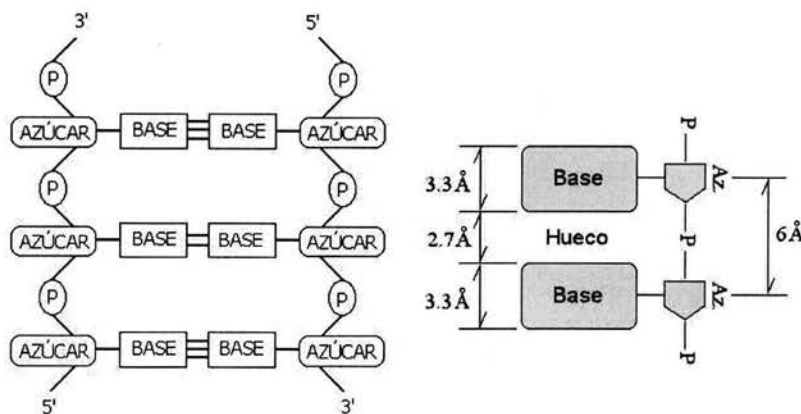 3' 5'
P P
AZÚCAR BASE BASE AZÚCAR
P P
AZÚCAR BASE BASE AZÚCAR
P P
AZÚCAR BASE BASE AZÚCAR
5' 3'
P
3.3Å Base Az
P
2.7Å Hueco 6Å
P
3.3Å Base Az
P